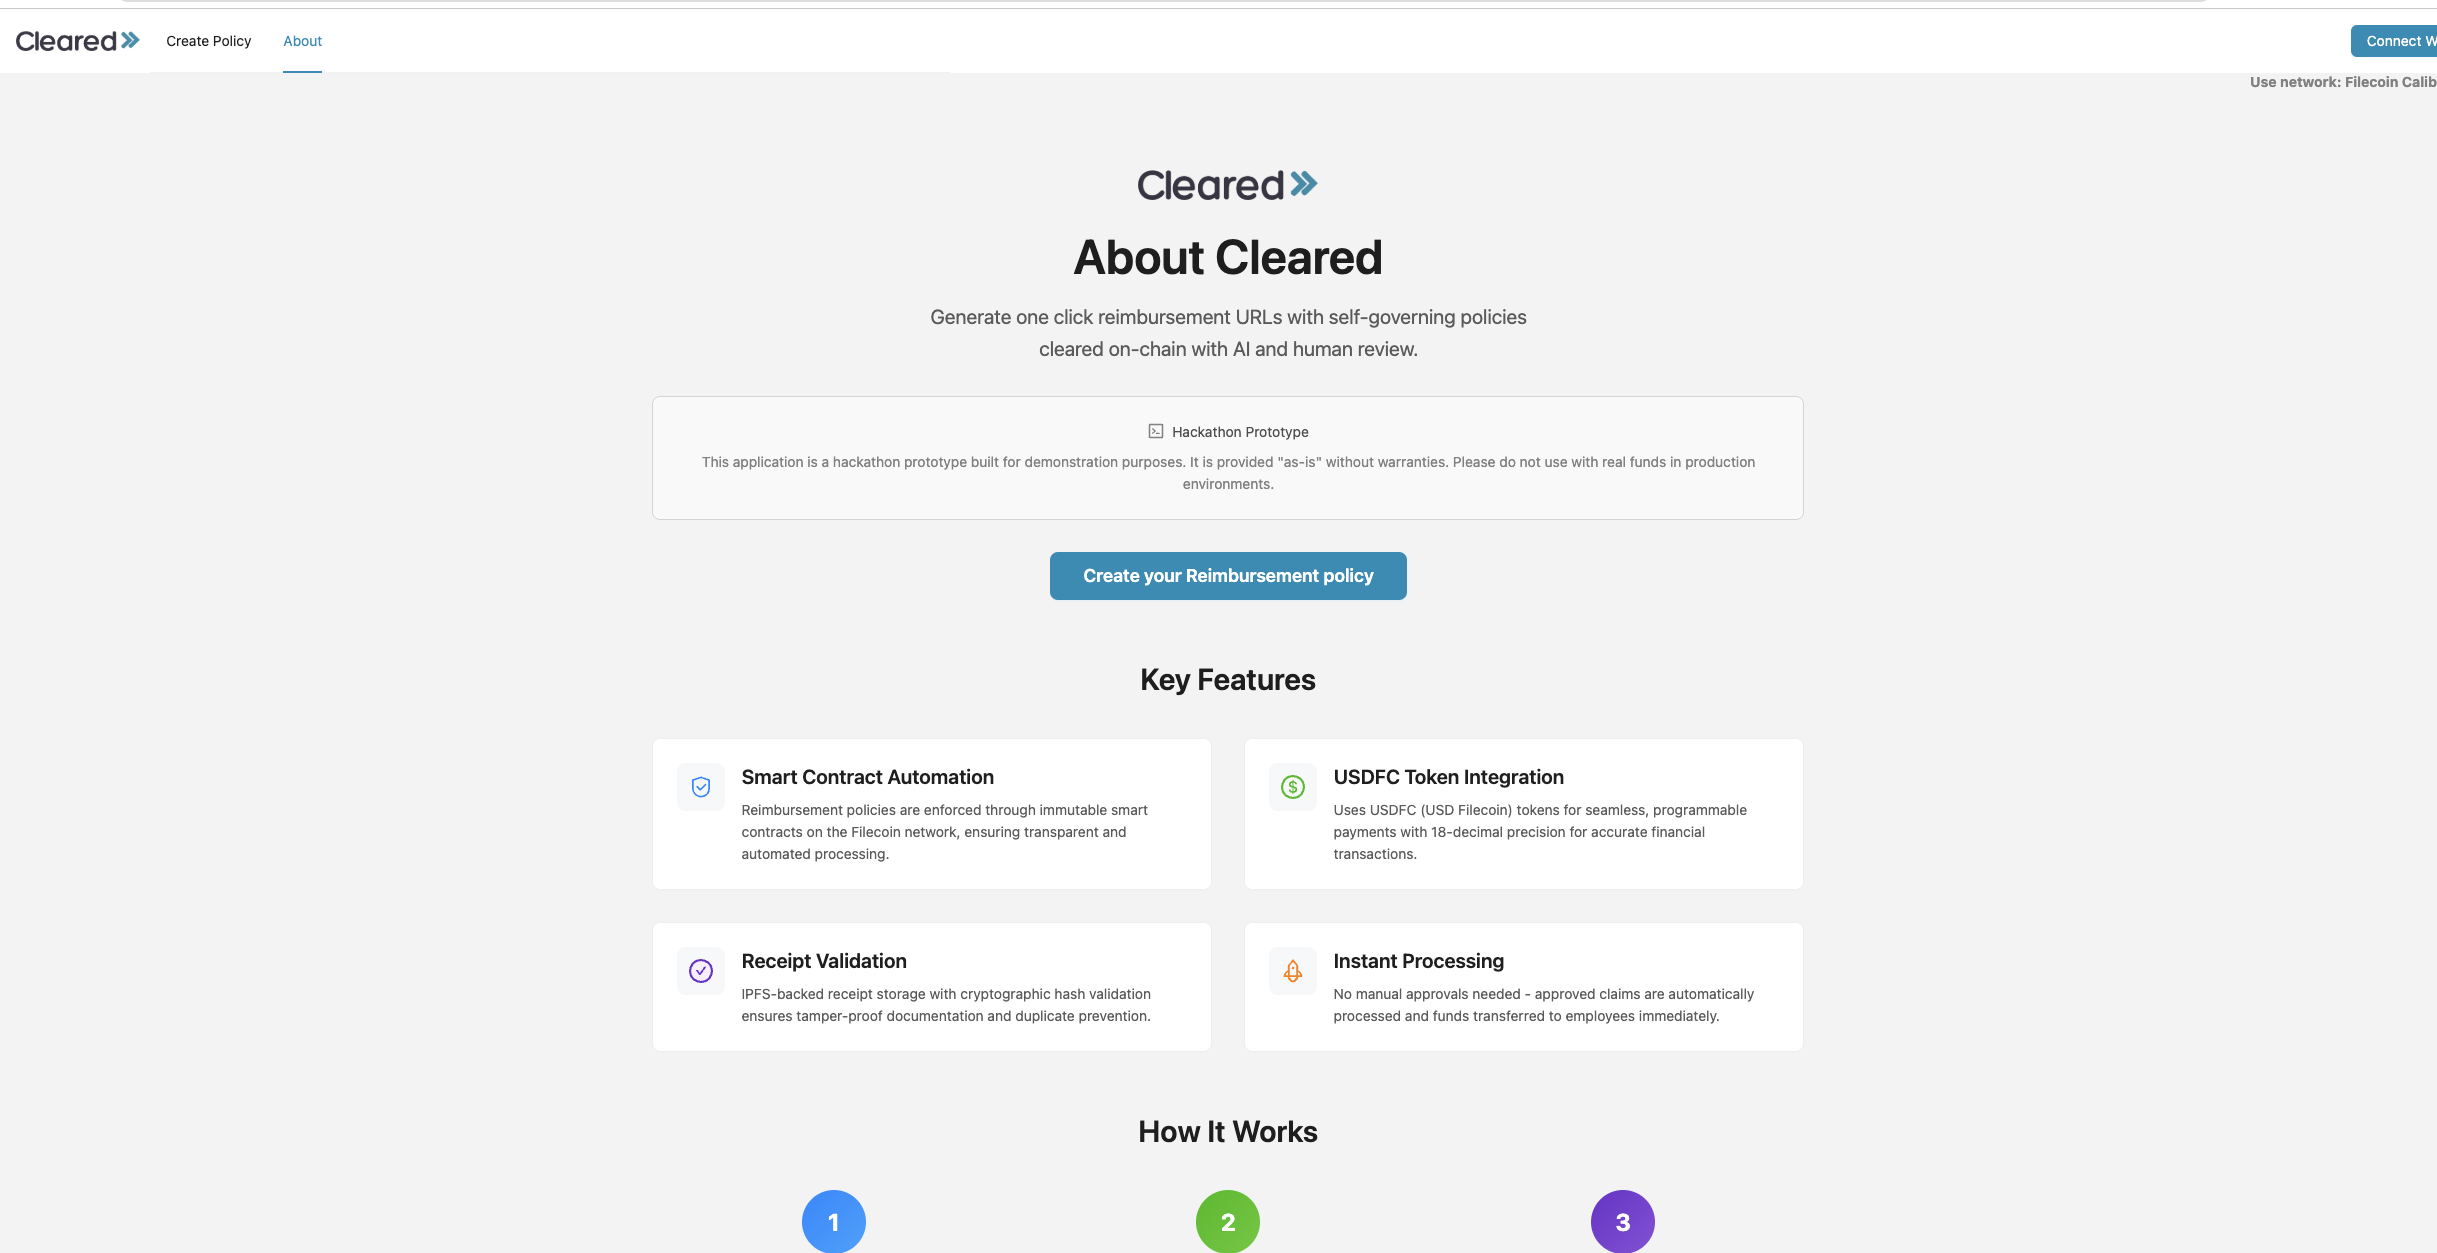 Cleared
Create Policy
About
Connect W
Use network: Filecoin Calib
Cleared
About Cleared
Generate one click reimbursement URLs with self-governing policies
cleared on-chain with AI and human review.
Hackathon Prototype
This application is a hackathon prototype built for demonstration purposes. It is provided "as-is" without warranties. Please do not use with real funds in production
environments.
Create your Reimbursement policy
Key Features
Smart Contract Automation
Reimbursement policies are enforced through immutable smart
contracts on the Filecoin network, ensuring transparent and
automated processing.
USDFC Token Integration
Uses USDFC (USD Filecoin) tokens for seamless, programmable
payments with 18-decimal precision for accurate financial
transactions.
Receipt Validation
IPFS-backed receipt storage with cryptographic hash validation
ensures tamper-proof documentation and duplicate prevention.
Instant Processing
No manual approvals needed - approved claims are automatically
processed and funds transferred to employees immediately.
How It Works
1
2
3